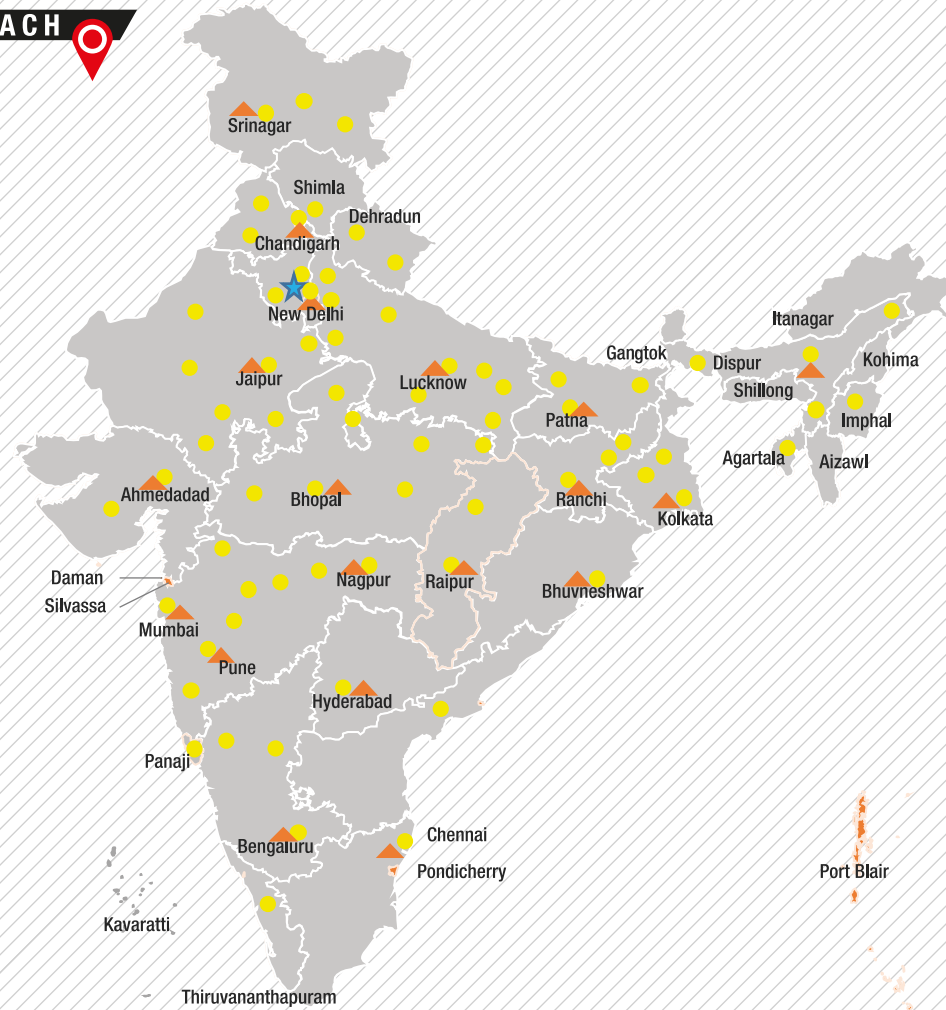 ACH
Srinagar
Shimla
Dehradun
Chandigarh
New Delhi
Itanagar
Gangtok
Dispur
Kohima
Jaipur
Lucknow
Shillong
Patna
Imphal
Agartala
Aizawl
Ahmedadad
Bhopal
Ranchi
Kolkata
Daman
Nagpur
Raipur
Bhuvneshwar
Silvassa
Mumbai
Pune
Hyderabad
Panaji
Chennai
Bengaluru
Pondicherry
Port Blair
Kavaratti
Thiruvananthapuram